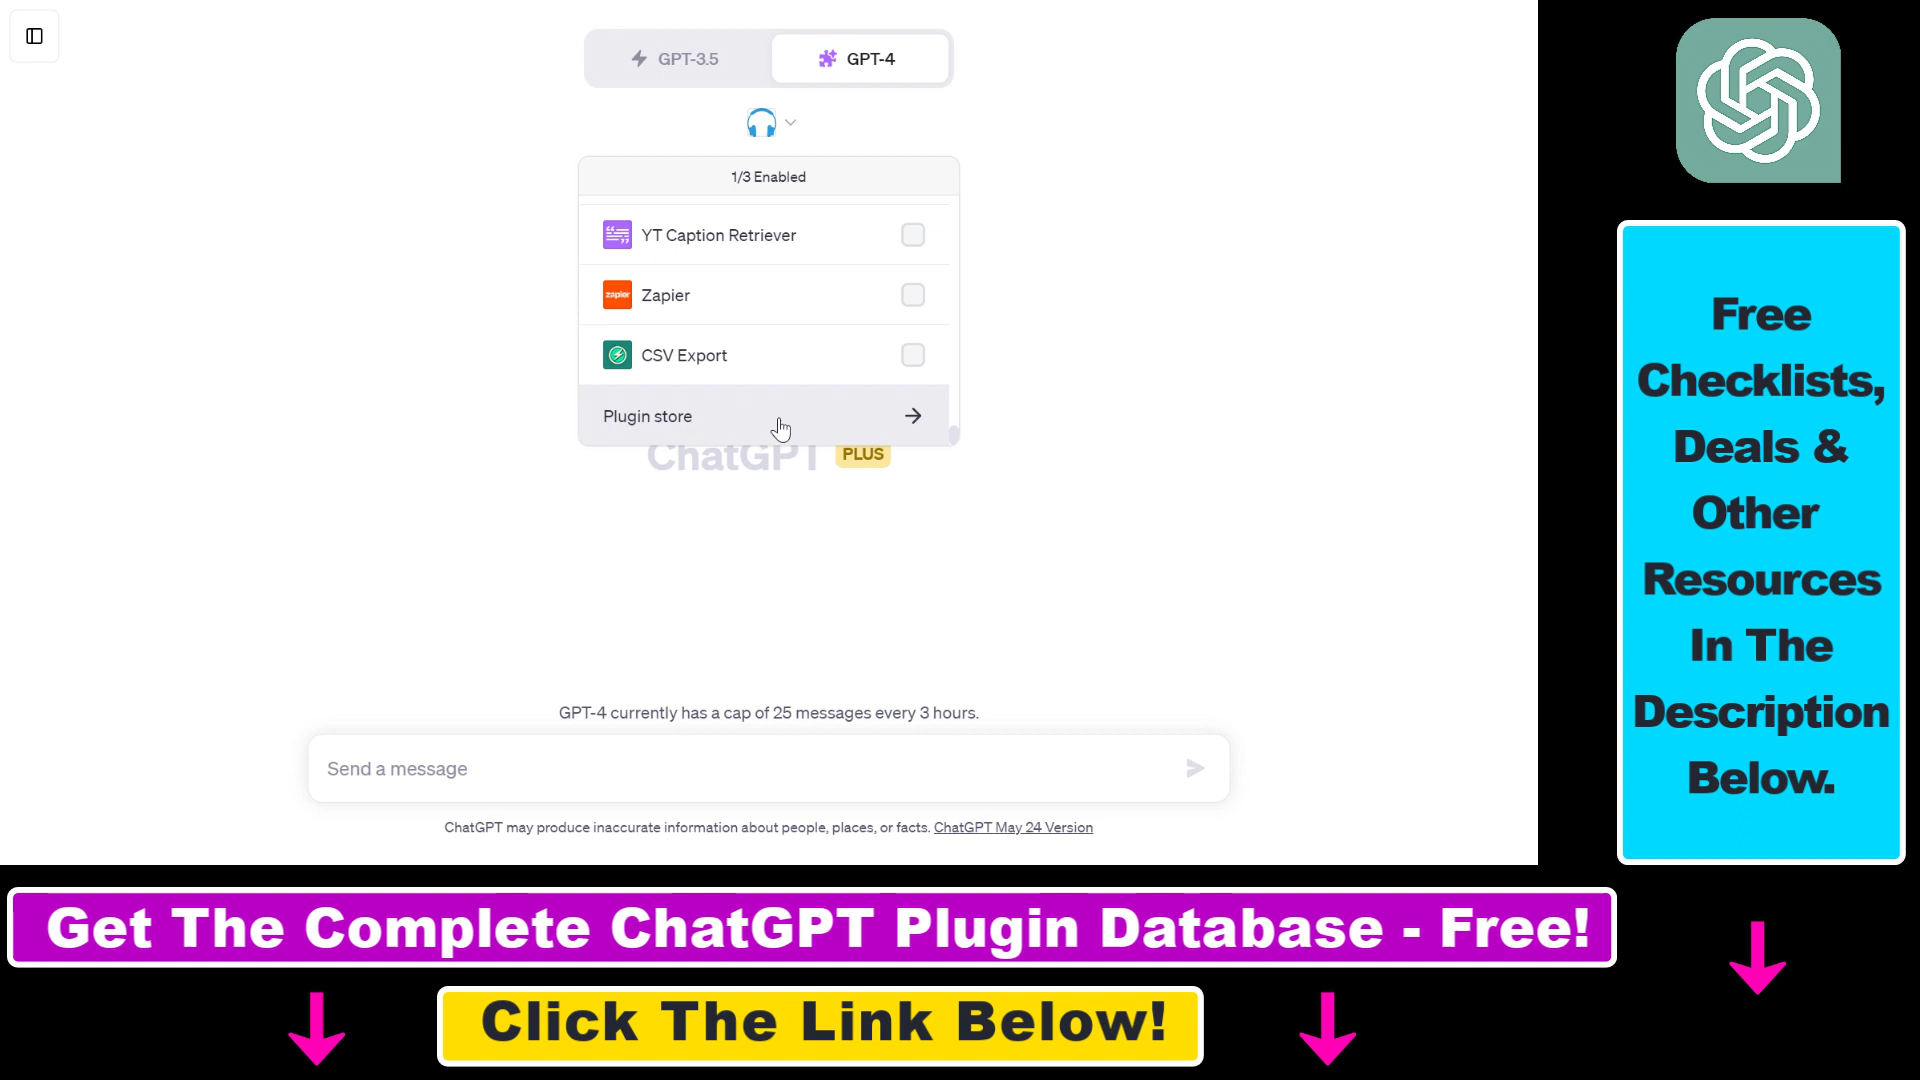 GPT-3.5
GPT-4
1/3 Enabled
YT Caption Retriever
zapier Zapier
CSV Export
Plugin store
ChatGPT PLUS
GPT-4 currently has a cap of 25 messages every 3 hours.
Send a message
ChatGPT may produce inaccurate information about people, places, or facts. ChatGPT May 24 Version
Free
Checklists,
Deals &
Other
Resources
In The
Description
Below.
Get The Complete ChatGPT Plugin Database - Free!
Click The Link Below!